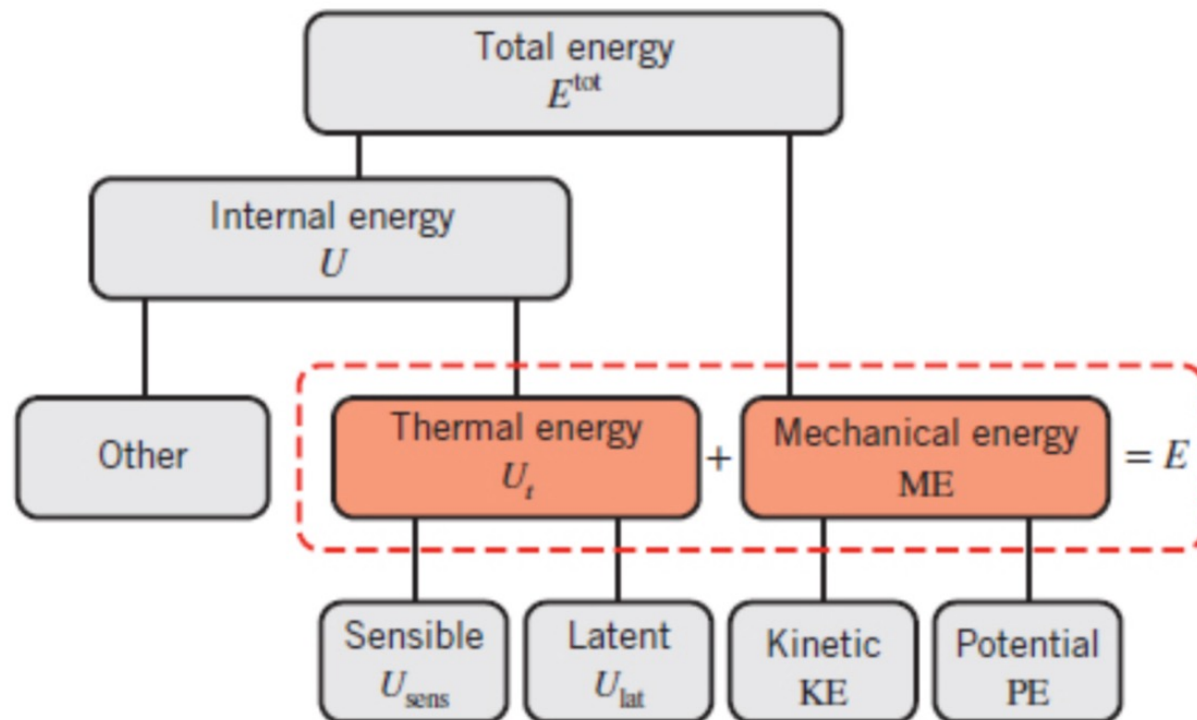 Total energy
E^tot
Internal energy
U
Other
Thermal energy
U_t
+
Mechanical energy
ME
= E
Sensible
U_sens
Latent
U_lat
Kinetic
KE
Potential
PE